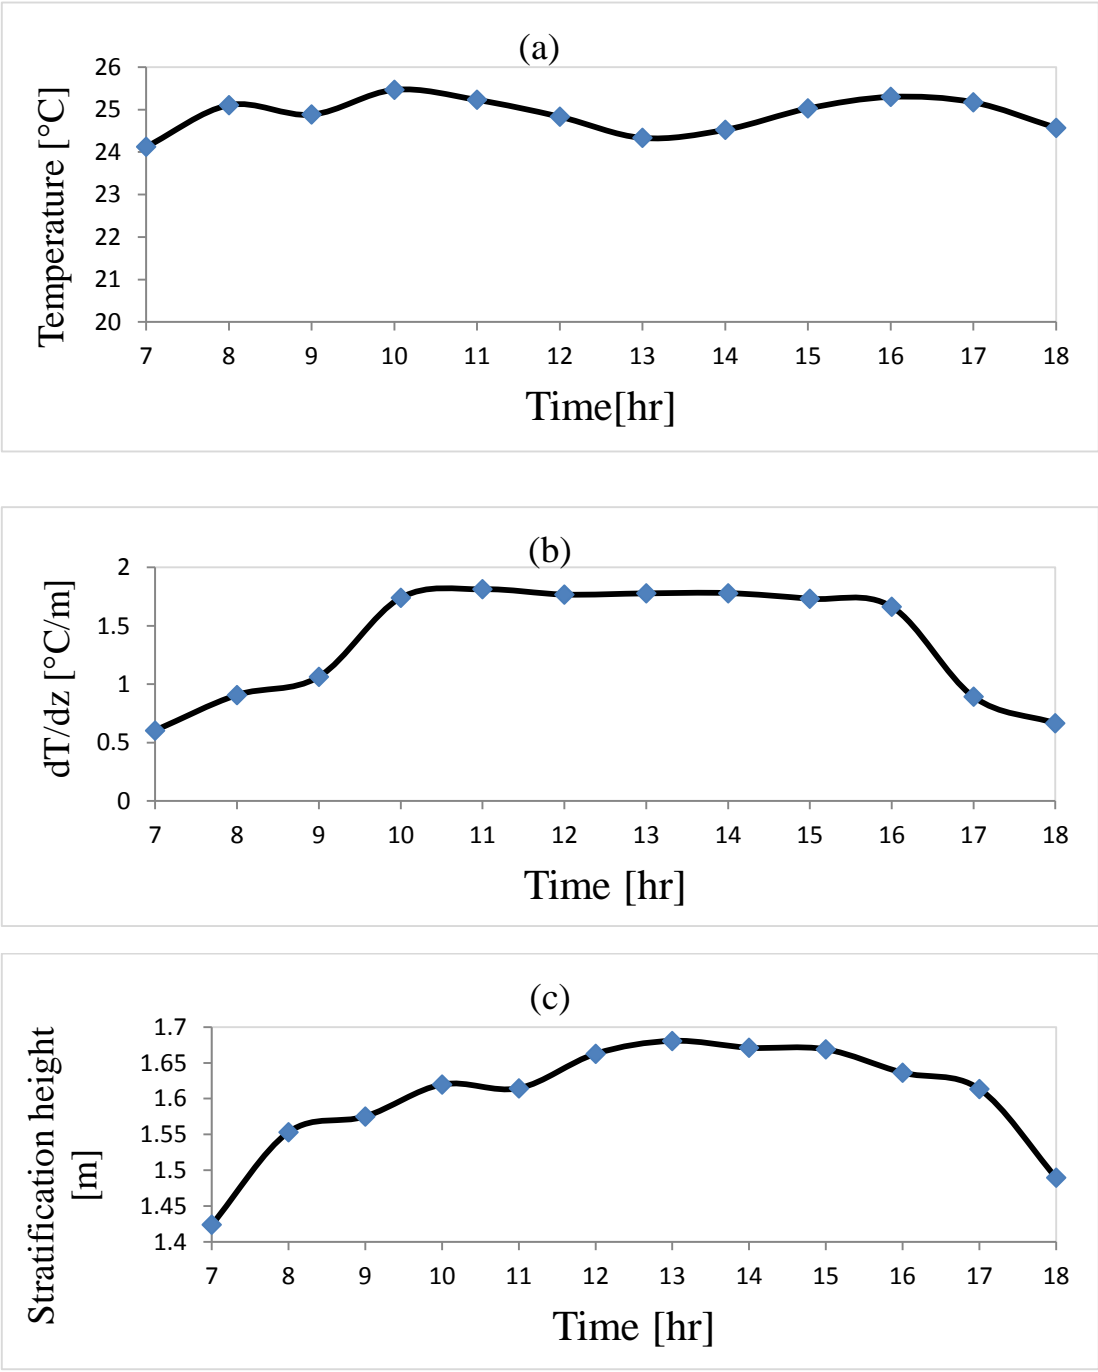 (a)
Temperature [°C]
26
25
24
23
22
21
20
7 8 9 10 11 12 13 14 15 16 17 18
Time[hr]
(b)
dT/dz [°C/m]
2
1.5
1
0.5
0
7 8 9 10 11 12 13 14 15 16 17 18
Time [hr]
(c)
Stratification height
[m]
1.7
1.65
1.6
1.55
1.5
1.45
1.4
7 8 9 10 11 12 13 14 15 16 17 18
Time [hr]